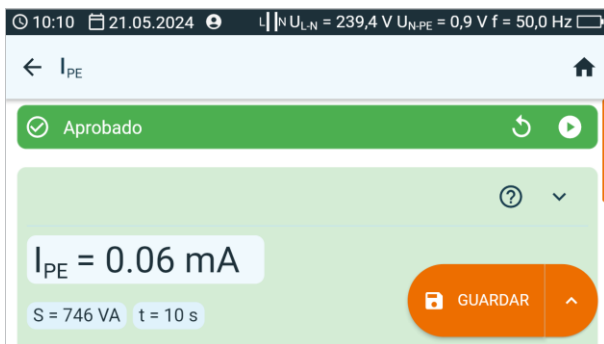 10:10 21.05.2024 L N U L-N = 239,4 V U N-PE = 0,9 V f = 50,0 Hz
I PE
Aprobado
I PE = 0.06 mA
S = 746 VA t = 10 s
GUARDAR